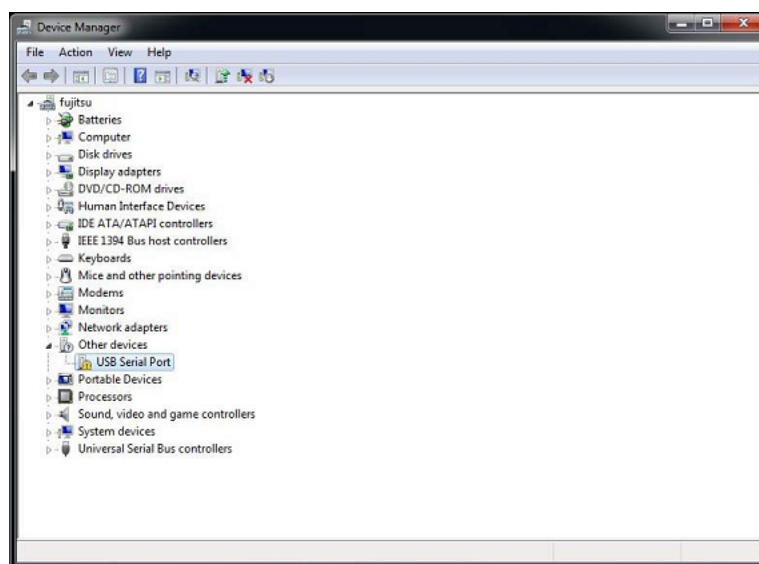 Device Manager
File Action View Help
fujitsu
Batteries
Computer
Disk drives
Display adapters
DVD/CD-ROM drives
Human Interface Devices
IDE ATA/ATAPI controllers
IEEE 1394 Bus host controllers
Keyboards
Mice and other pointing devices
Modems
Monitors
Network adapters
Other devices
USB Serial Port
Portable Devices
Processors
Sound, video and game controllers
System devices
Universal Serial Bus controllers